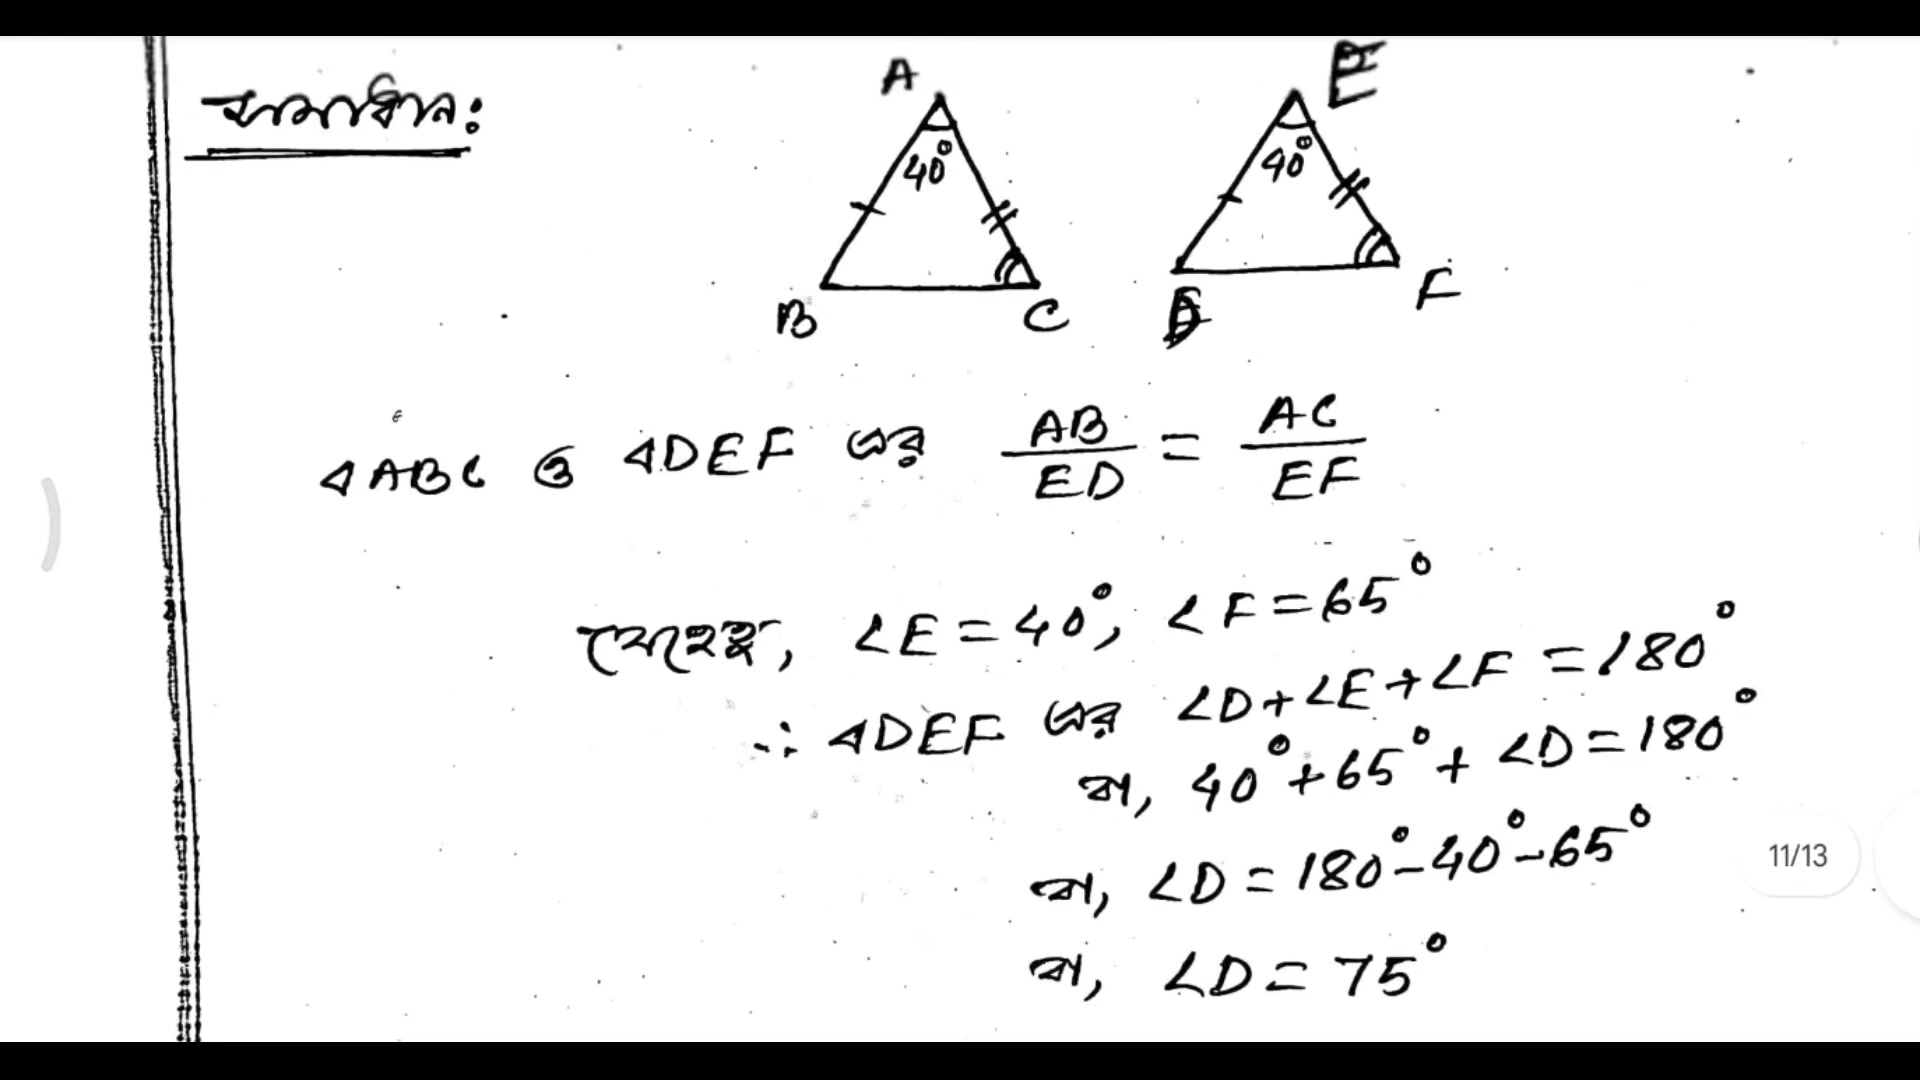 সমাধান:
A E
40° 40°
B C D F
△ABC ও △DEF এর AB/ED = AC/EF
যেহেতু, ∠E = 40°, ∠F = 65°
∴ △DEF এর ∠D + ∠E + ∠F = 180°
বা, 40° + 65° + ∠D = 180°
বা, ∠D = 180° - 40° - 65°
বা, ∠D = 75°
11/13